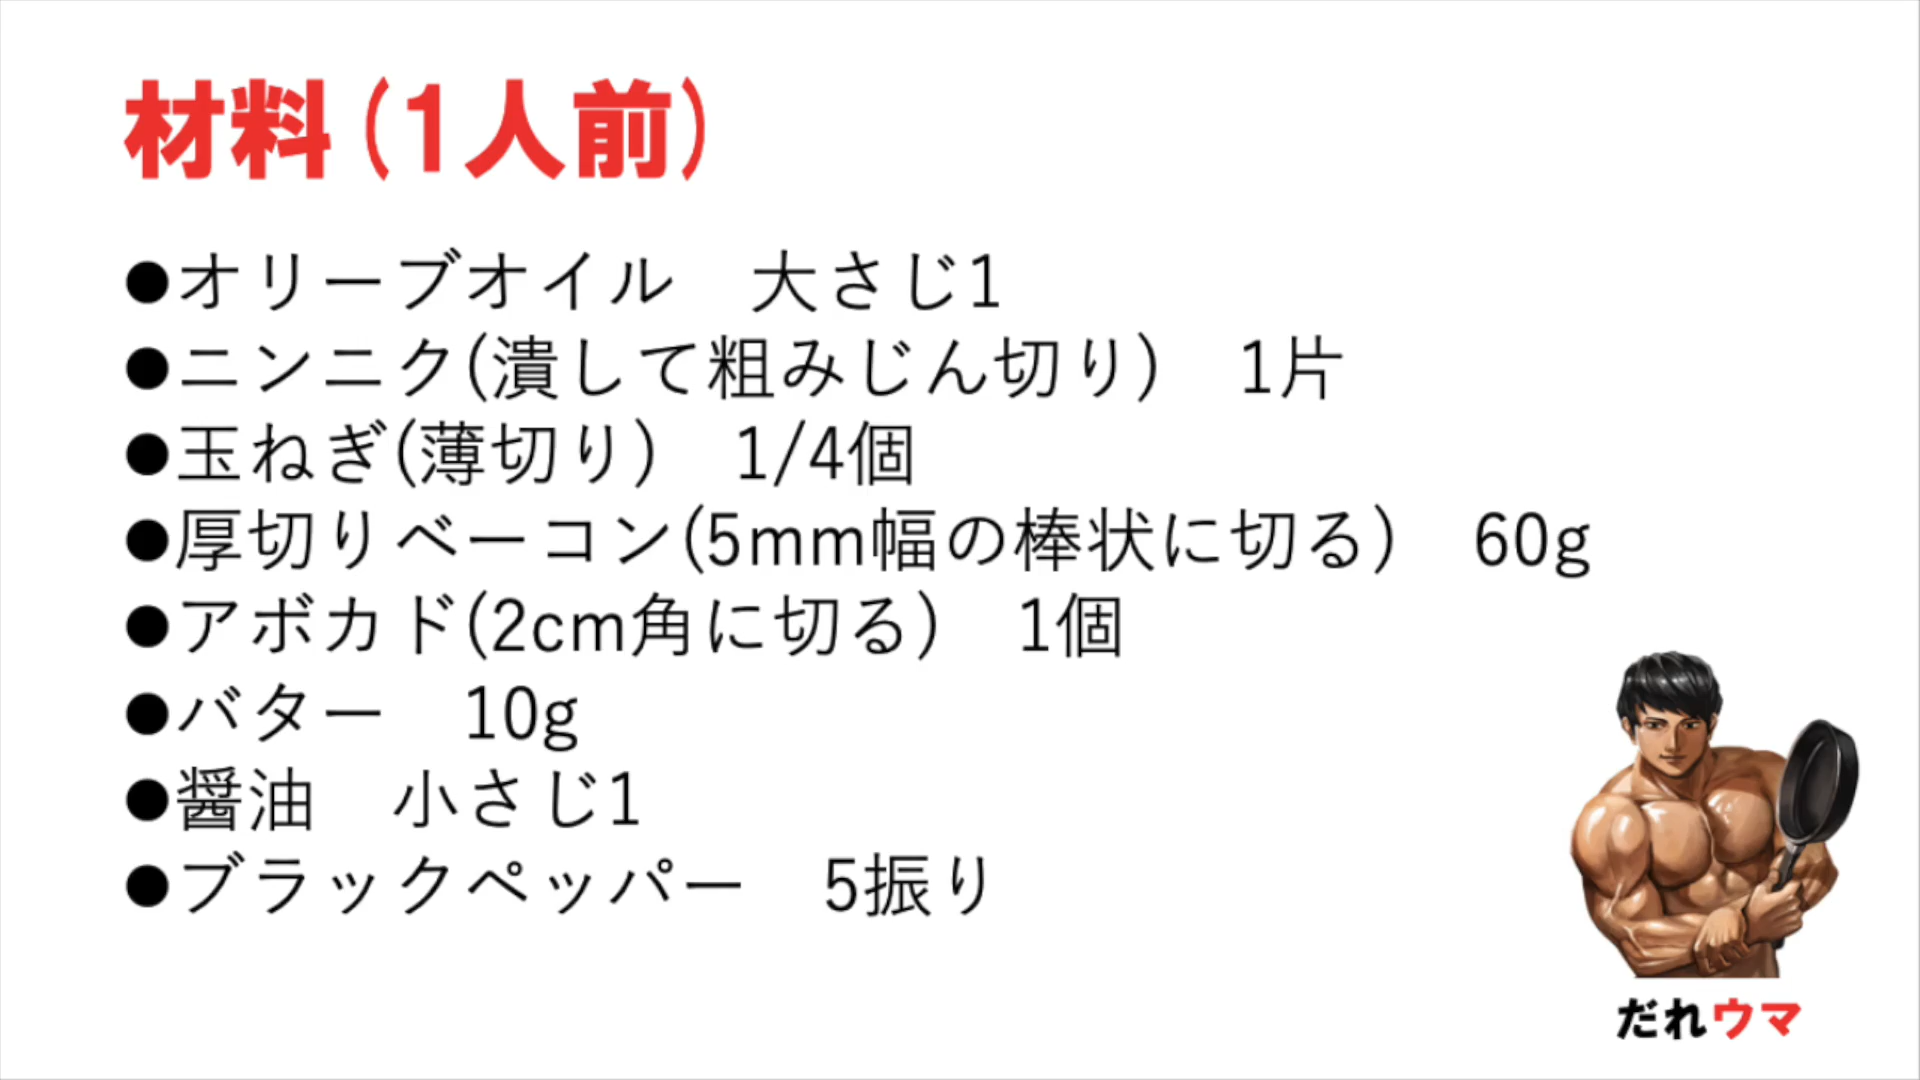 材料(1人前)
●オリーブオイル　大さじ1
●ニンニク(潰して粗みじん切り)　1片
●玉ねぎ(薄切り)　1/4個
●厚切りベーコン(5mm幅の棒状に切る)　60g
●アボカド(2cm角に切る)　1個
●バター　10g
●醤油　小さじ1
●ブラックペッパー　5振り
だれウマ